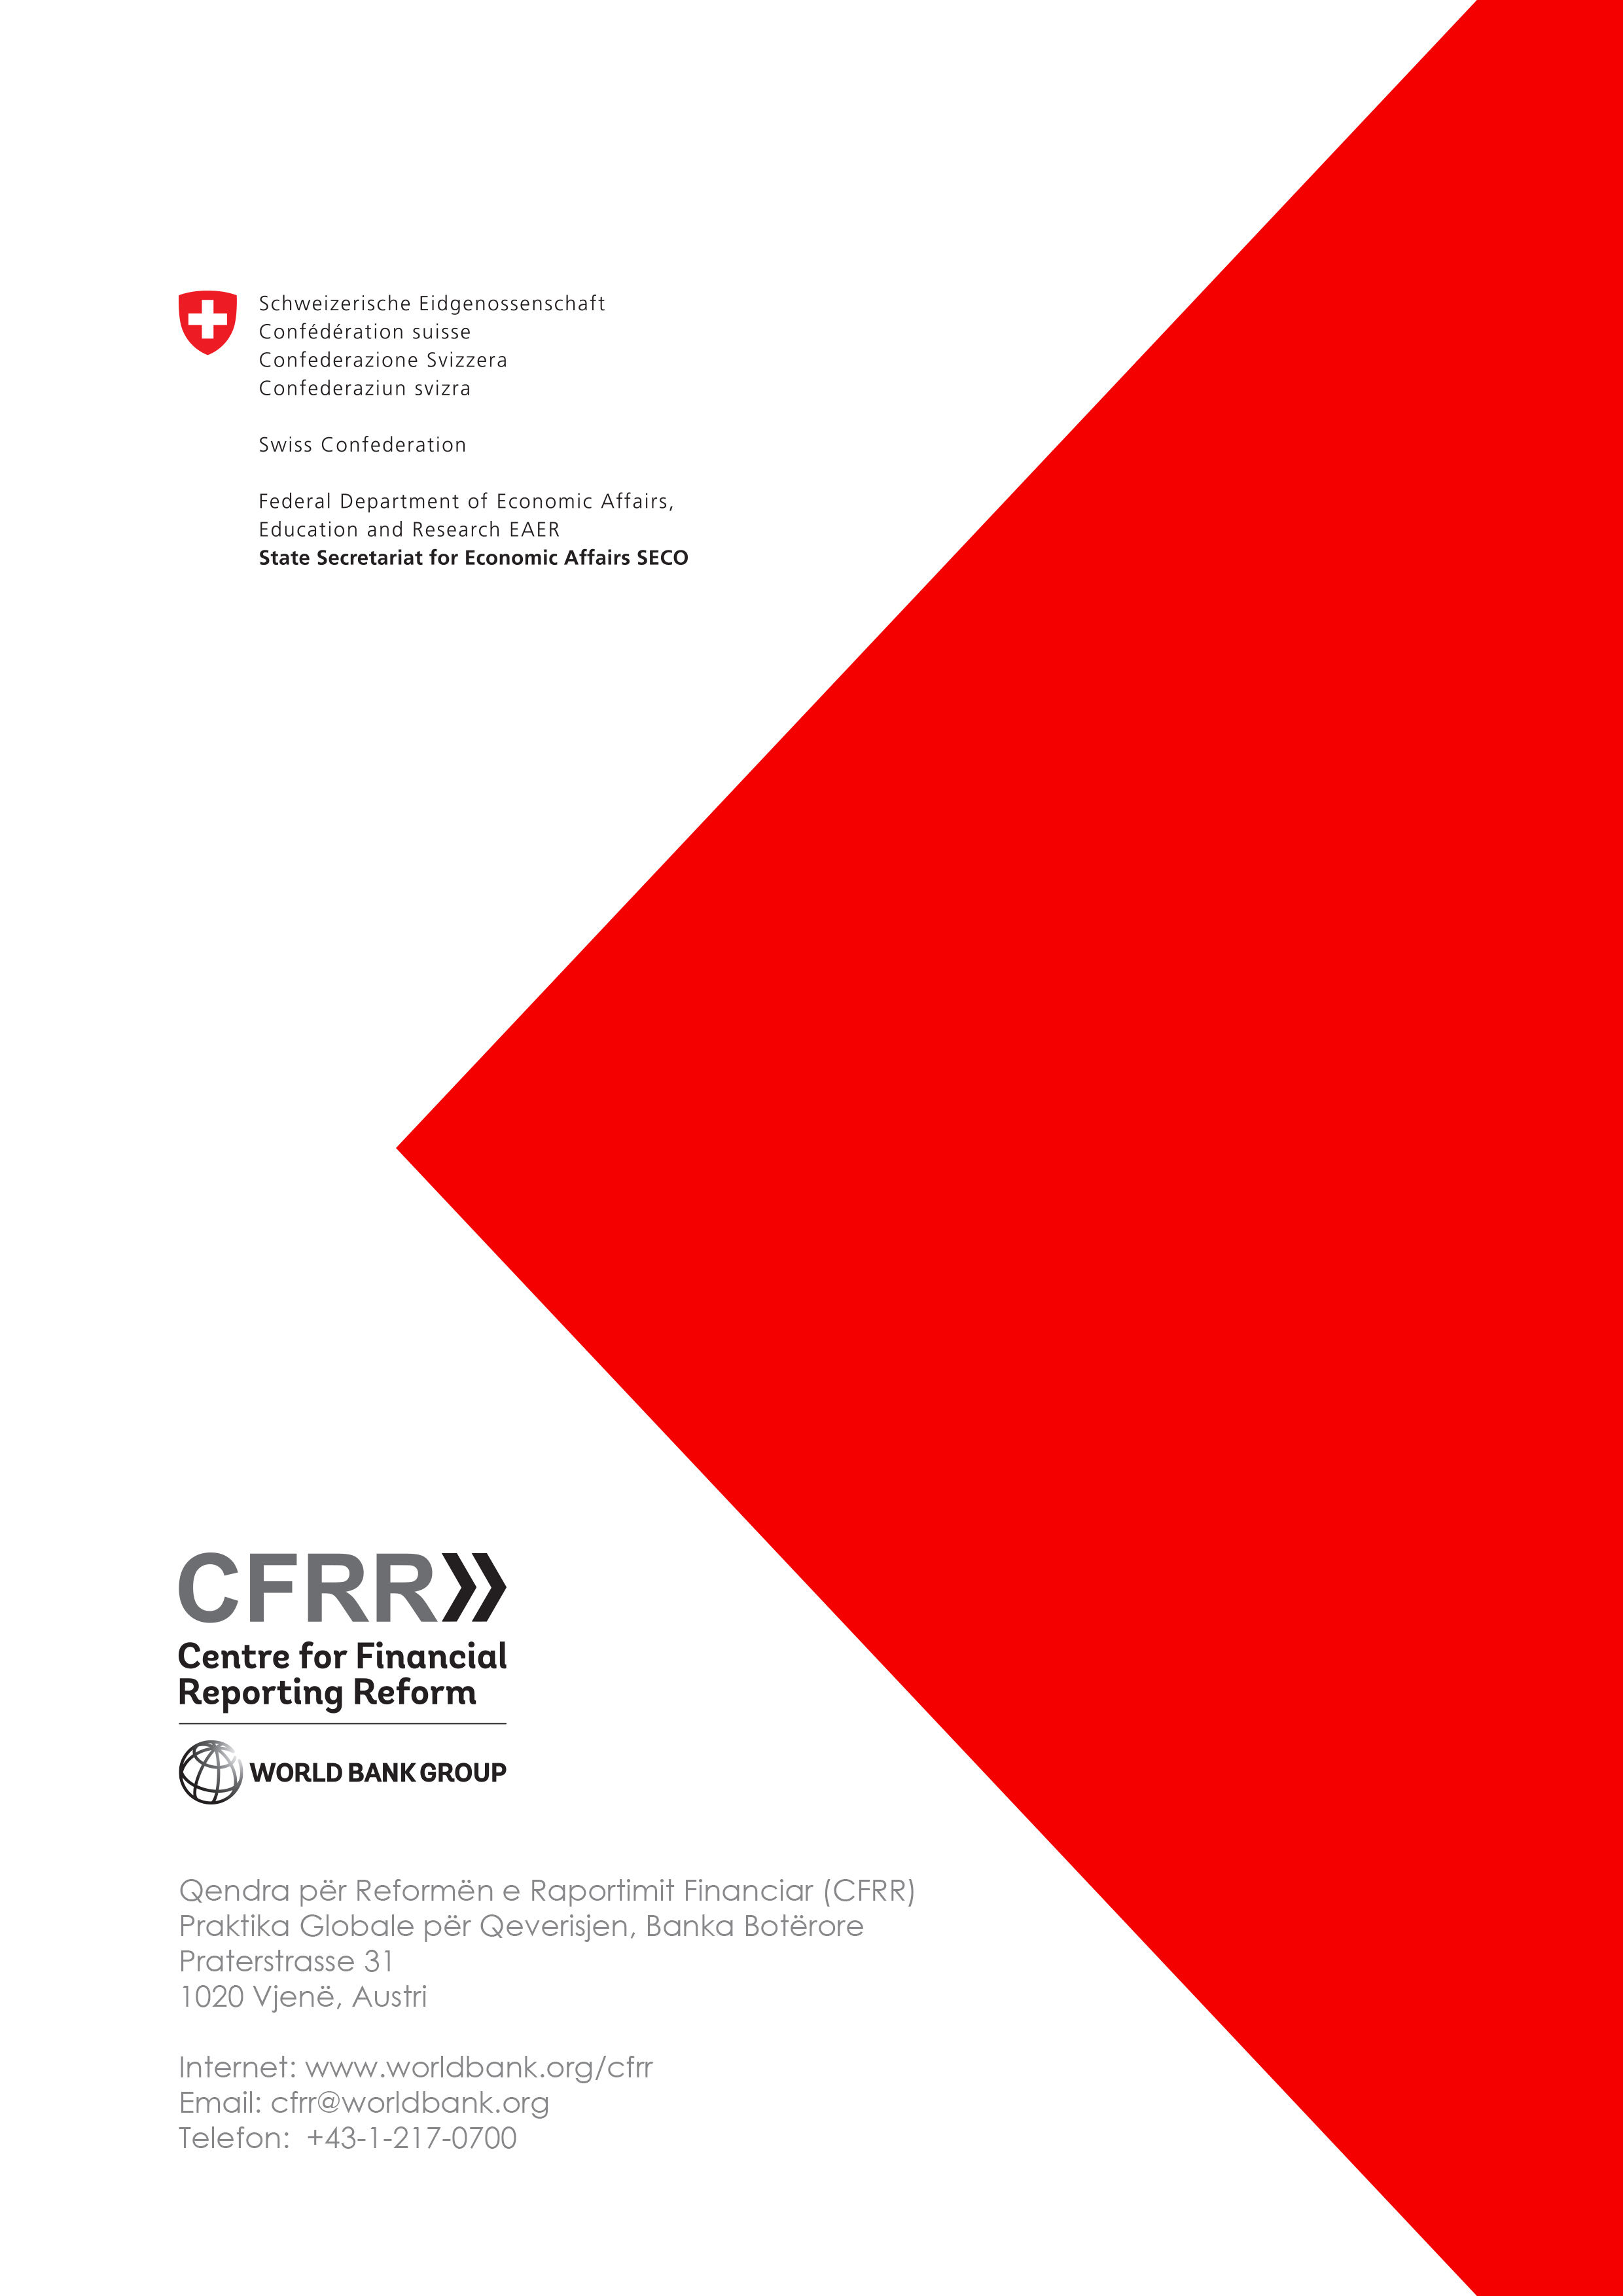 Schweizerische Eidgenossenschaft
Confédération suisse
Confederazione Svizzera
Confederaziun svizra
Swiss Confederation
Federal Department of Economic Affairs,
Education and Research EAER
State Secretariat for Economic Affairs SECO
CFRR
Centre for Financial
Reporting Reform
WORLD BANK GROUP
Qendra për Reformën e Raportimit Financiar (CFRR)
Praktika Globale për Qeverisjen, Banka Botërore
Praterstrasse 31
1020 Vjenë, Austri
Internet: www.worldbank.org/cfrr
Email: cfrr@worldbank.org
Telefon: +43-1-217-0700